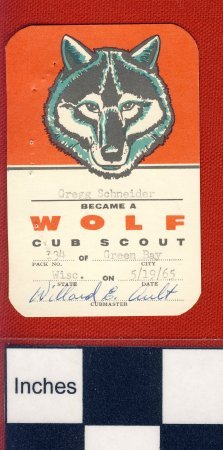 Gregg Schneider
BECAME A
WOLF
CUB SCOUT
334 OF Green Bay
PACK NO. CITY
Wisc. ON 5/19/65
STATE DATE
Willard E. Ault
CUBMASTER
Inches